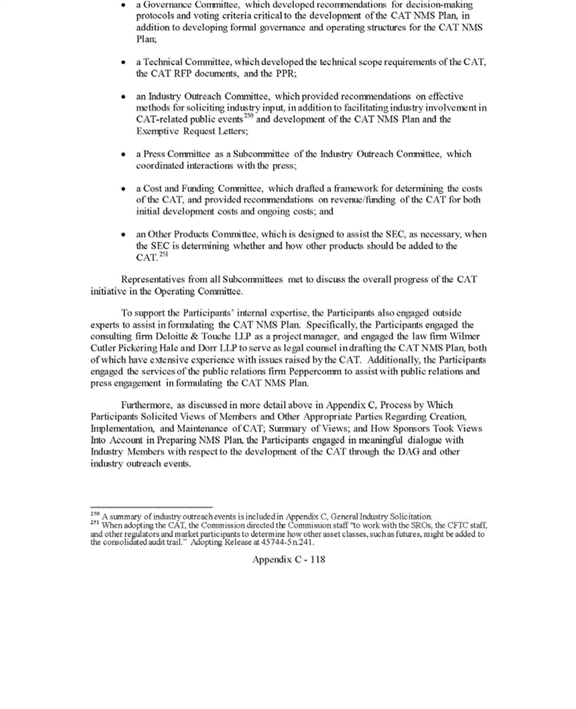 • a Governance Committee, which developed recommendations for decision-making
protocols and voting criteria critical to the development of the CAT NMS Plan, in
addition to developing formal governance and operating structures for the CAT NMS
Plan;
• a Technical Committee, which developed the technical scope requirements of the CAT,
the CAT RFP documents, and the PPR;
• an Industry Outreach Committee, which provided recommendations on effective
methods for soliciting industry input, in addition to facilitating industry involvement in
CAT-related public events250 and development of the CAT NMS Plan and the
Exemptive Request Letters;
• a Press Committee as a Subcommittee of the Industry Outreach Committee, which
coordinated interactions with the press;
• a Cost and Funding Committee, which drafted a framework for determining the costs
of the CAT, and provided recommendations on revenue/funding of the CAT for both
initial development costs and ongoing costs; and
• an Other Products Committee, which is designed to assist the SEC, as necessary, when
the SEC is determining whether and how other products should be added to the
CAT.251
Representatives from all Subcommittees met to discuss the overall progress of the CAT
initiative in the Operating Committee.
To support the Participants' internal expertise, the Participants also engaged outside
experts to assist in formulating the CAT NMS Plan. Specifically, the Participants engaged the
consulting firm Deloitte & Touche LLP as a project manager, and engaged the law firm Wilmer
Cutler Pickering Hale and Dorr LLP to serve as legal counsel in drafting the CAT NMS Plan, both
of which have extensive experience with issues raised by the CAT. Additionally, the Participants
engaged the services of the public relations firm Peppercomm to assist with public relations and
press engagement in formulating the CAT NMS Plan.
Furthermore, as discussed in more detail above in Appendix C, Process by Which
Participants Solicited Views of Members and Other Appropriate Parties Regarding Creation,
Implementation, and Maintenance of CAT; Summary of Views; and How Sponsors Took Views
Into Account in Preparing NMS Plan, the Participants engaged in meaningful dialogue with
Industry Members with respect to the development of the CAT through the DAG and other
industry outreach events.
250 A summary of industry outreach events is included in Appendix C, General Industry Solicitation.
251 When adopting the CAT, the Commission directed the Commission staff "to work with the SROs, the CFTC staff,
and other regulators and market participants to determine how other asset classes, such as futures, might be added to
the consolidated audit trail." Adopting Release at 45744-5 n.241.
Appendix C - 118